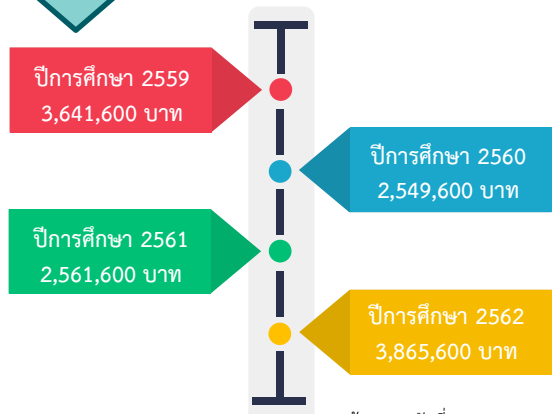 ปีการศึกษา 2559
3,641,600 บาท
ปีการศึกษา 2560
2,549,600 บาท
ปีการศึกษา 2561
2,561,600 บาท
ปีการศึกษา 2562
3,865,600 บาท